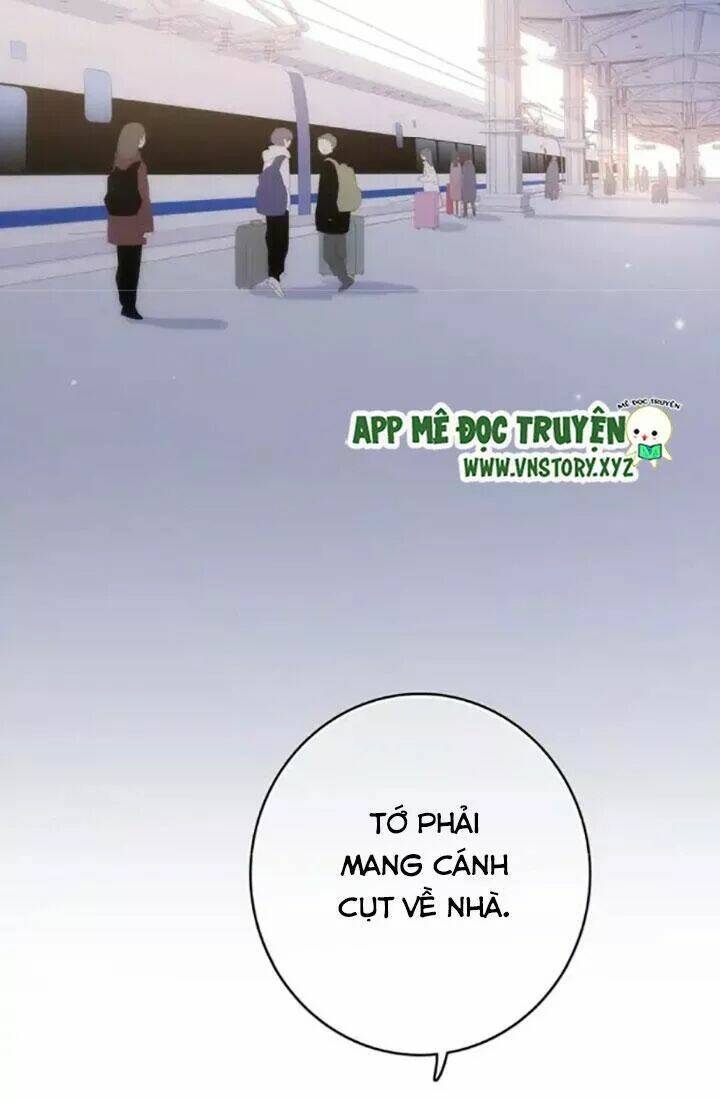 MÊ ĐỌC TRUYỆN
APP MÊ ĐỌC TRUYỆN
WWW.VNSTORY.XYZ
TỚ PHẢI
MANG CÁNH
CỤT VỀ NHÀ.